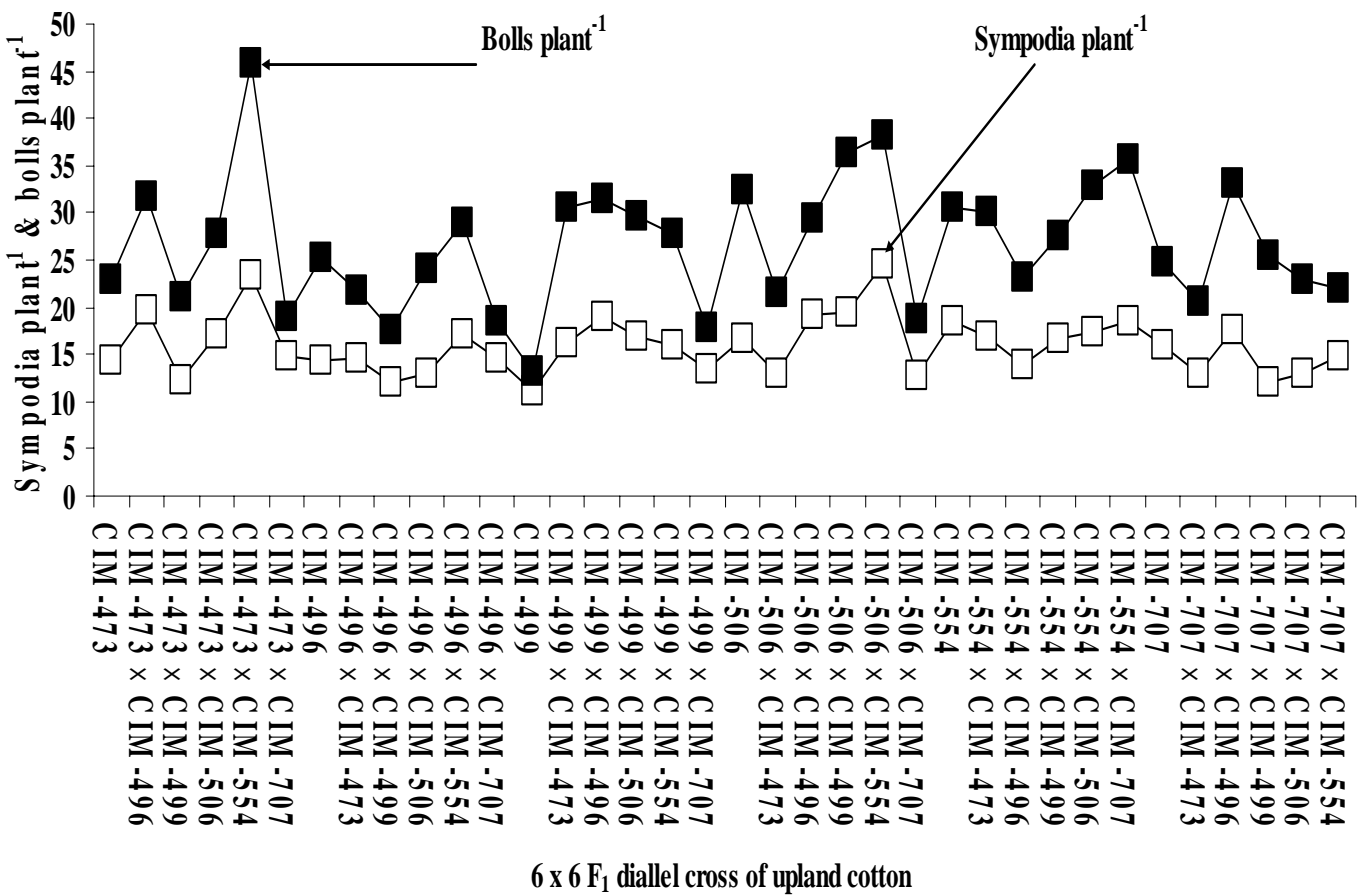 Sympodia plant¹ & bolls plant⁻¹
50
45
40
35
30
25
20
15
10
5
0
Bolls plant⁻¹
Sympodia plant⁻¹
CIM-473
CIM-473 x CIM-496
CIM-473 x CIM-499
CIM-473 x CIM-506
CIM-473 x CIM-554
CIM-473 x CIM-707
CIM-496
CIM-496 x CIM-473
CIM-496 x CIM-499
CIM-496 x CIM-506
CIM-496 x CIM-554
CIM-496 x CIM-707
CIM-499
CIM-499 x CIM-473
CIM-499 x CIM-496
CIM-499 x CIM-506
CIM-499 x CIM-554
CIM-499 x CIM-707
CIM-506
CIM-506 x CIM-473
CIM-506 x CIM-496
CIM-506 x CIM-499
CIM-506 x CIM-554
CIM-506 x CIM-707
CIM-554
CIM-554 x CIM-473
CIM-554 x CIM-496
CIM-554 x CIM-499
CIM-554 x CIM-506
CIM-554 x CIM-707
CIM-707
CIM-707 x CIM-473
CIM-707 x CIM-496
CIM-707 x CIM-499
CIM-707 x CIM-506
CIM-707 x CIM-554
6 x 6 F₁ diallel cross of upland cotton